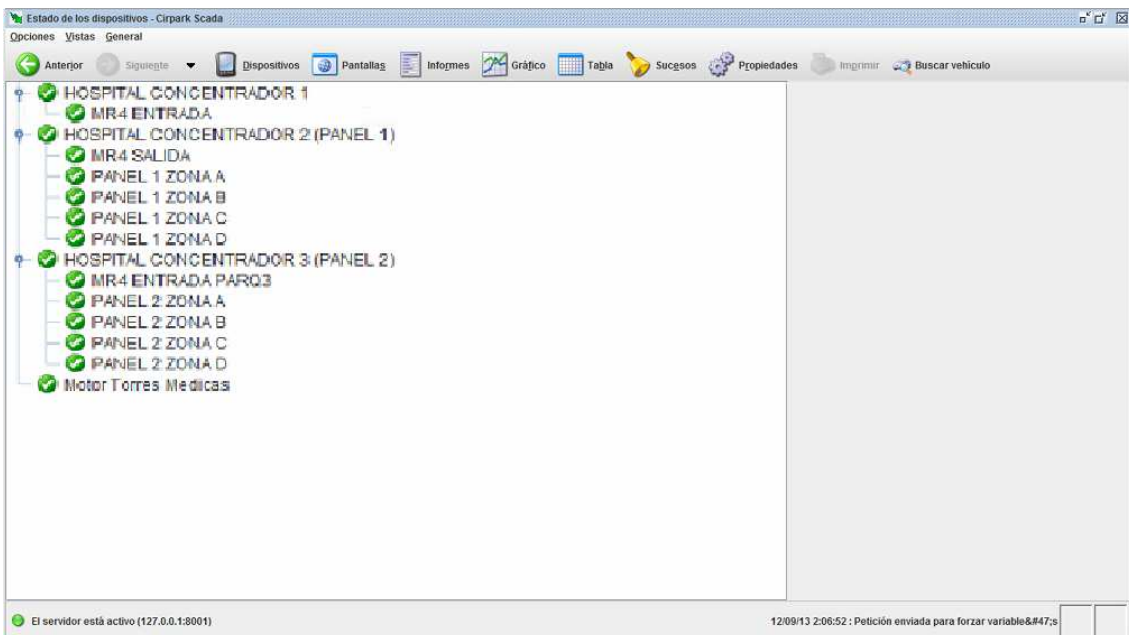 Estado de los dispositivos - Cirpark Scada
Opciones Vistas General
Anterior Siguiente Dispositivos Pantallas Informes Gráfico Tabla Sucesos Propiedades Imprimir Buscar vehículo
HOSPITAL CONCENTRADOR 1
MR4 ENTRADA
HOSPITAL CONCENTRADOR 2 (PANEL 1)
MR4 SALIDA
PANEL 1 ZONA A
PANEL 1 ZONA B
PANEL 1 ZONA C
PANEL 1 ZONA D
HOSPITAL CONCENTRADOR 3 (PANEL 2)
MR4 ENTRADA PARQ3
PANEL 2 ZONA A
PANEL 2 ZONA B
PANEL 2 ZONA C
PANEL 2 ZONA D
Motor Torres Medicas
El servidor está activo (127.0.0.1:8001) 12/09/13 2:06:52 : Petición enviada para forzar variable&#47;s